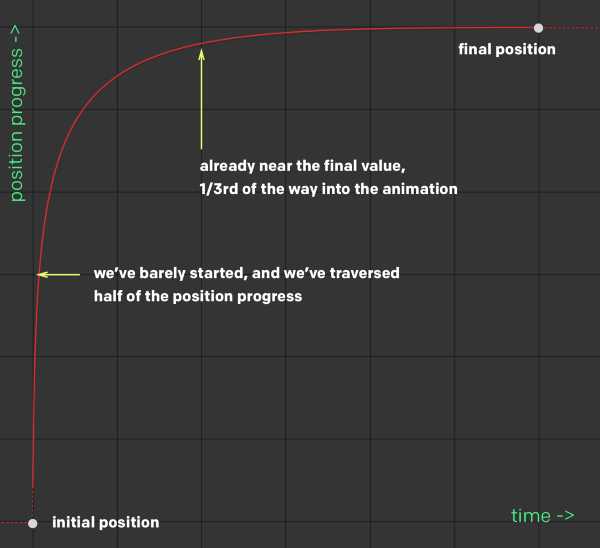 position progress ->
final position
already near the final value,
1/3rd of the way into the animation
we’ve barely started, and we’ve traversed
half of the position progress
initial position
time ->